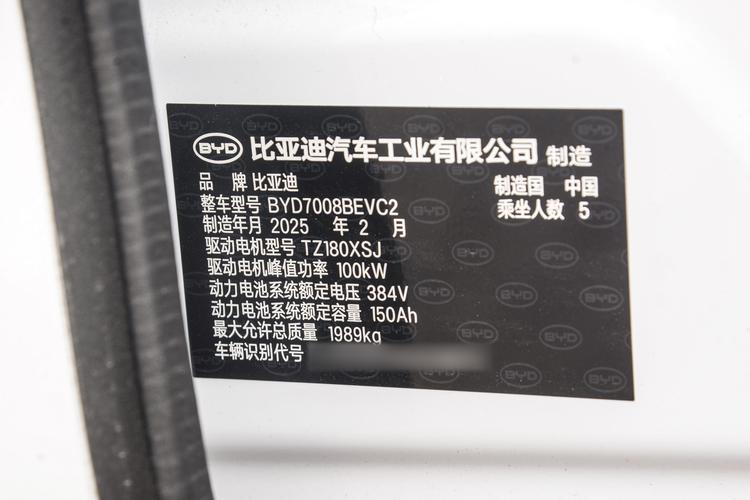 BYD 比亚迪汽车工业有限公司 制造
品 牌 比亚迪 制造国 中国
整车型号 BYD7008BEVC2 乘坐人数 5
制造年月 2025 年 2 月
驱动电机型号 TZ180XSJ
驱动电机峰值功率 100kW
动力电池系统额定电压 384V
动力电池系统额定容量 150Ah
最大允许总质量 1989kg
车辆识别代号